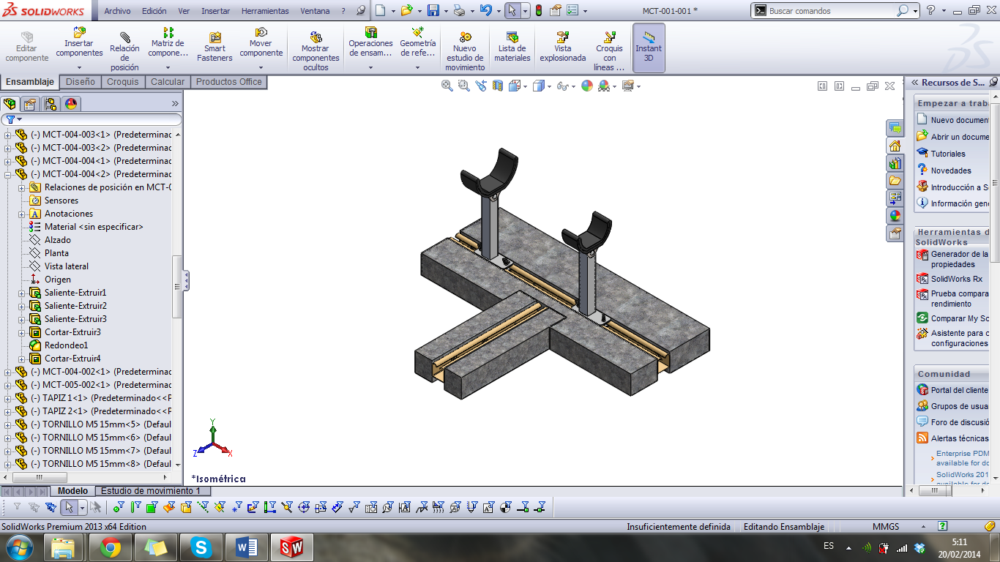 SOLIDWORKS
Archivo Edición Ver Insertar Herramientas Ventana ?
MCT-001-001 *
Buscar comandos
Editar componente
Insertar componentes
Relación de posición
Matriz de compone...
Smart Fasteners
Mover componente
Mostrar componentes ocultos
Operaciones de ensam...
Geometría de refe...
Nuevo estudio de movimiento
Lista de materiales
Vista explosionada
Croquis con líneas ...
Instant 3D
Ensamblaje Diseño Croquis Calcular Productos Office
(-) MCT-004-003<1> (Predeterminac
(-) MCT-004-003<2> (Predeterminac
(-) MCT-004-004<1> (Predeterminac
(-) MCT-004-004<2> (Predeterminac
Relaciones de posición en MCT-0
Sensores
Anotaciones
Material <sin especificar>
Alzado
Planta
Vista lateral
Origen
Saliente-Extruir1
Saliente-Extruir2
Saliente-Extruir3
Cortar-Extruir3
Redondeo1
Cortar-Extruir4
(-) MCT-004-002<1> (Predeterminac
(-) MCT-005-002<1> (Predeterminac
(-) TAPIZ 1<1> (Predeterminado<<P
(-) TAPIZ 2<1> (Predeterminado<<P
(-) TORNILLO M5 15mm<5> (Defaul
(-) TORNILLO M5 15mm<6> (Defaul
(-) TORNILLO M5 15mm<7> (Defaul
(-) TORNILLO M5 15mm<8> (Defaul
Y
Z
X
*Isométrica
Recursos de S...
Empezar a trab
Nuevo document
Abrir un docume
Tutoriales
Novedades
Introducción a S
Información gene
Herramientas d
SolidWorks
Generador de la
propiedades
SolidWorks Rx
Prueba compara
rendimiento
Comparar My So
Asistente para c
configuraciones
Comunidad
Portal del cliente
Grupos de usua
Foro de discusió
Alertas técnicas
Enterprise PDM
available for do
SolidWorks 201
available for do
Modelo Estudio de movimiento 1
SolidWorks Premium 2013 x64 Edition
Insuficientemente definida Editando Ensamblaje MMGS
ES
5:11
20/02/2014